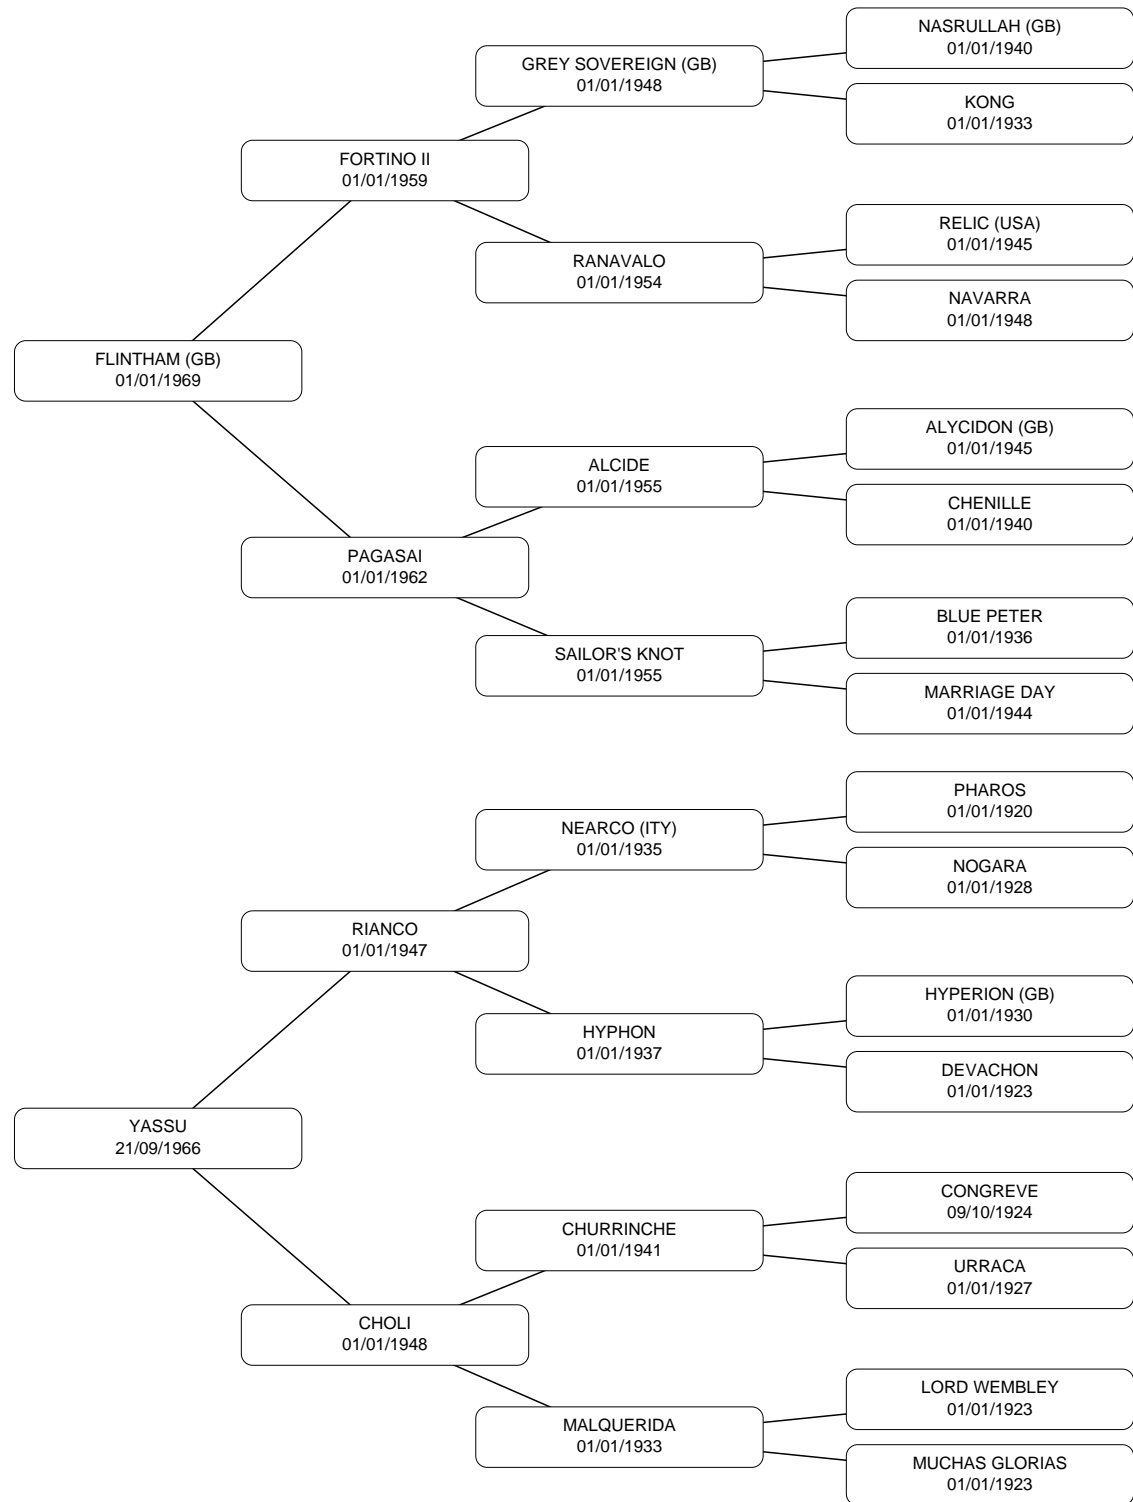 NASRULLAH (GB)
01/01/1940
GREY SOVEREIGN (GB)
01/01/1948
KONG
01/01/1933
FORTINO II
01/01/1959
RELIC (USA)
01/01/1945
RANAVALO
01/01/1954
NAVARRA
01/01/1948
FLINTHAM (GB)
01/01/1969
ALYCIDON (GB)
01/01/1945
ALCIDE
01/01/1955
CHENILLE
01/01/1940
PAGASAI
01/01/1962
BLUE PETER
01/01/1936
SAILOR'S KNOT
01/01/1955
MARRIAGE DAY
01/01/1944
PHAROS
01/01/1920
NEARCO (ITY)
01/01/1935
NOGARA
01/01/1928
RIANCO
01/01/1947
HYPERION (GB)
01/01/1930
HYPHON
01/01/1937
DEVACHON
01/01/1923
YASSU
21/09/1966
CONGREVE
09/10/1924
CHURRINCHE
01/01/1941
URRACA
01/01/1927
CHOLI
01/01/1948
LORD WEMBLEY
01/01/1923
MALQUERIDA
01/01/1933
MUCHAS GLORIAS
01/01/1923